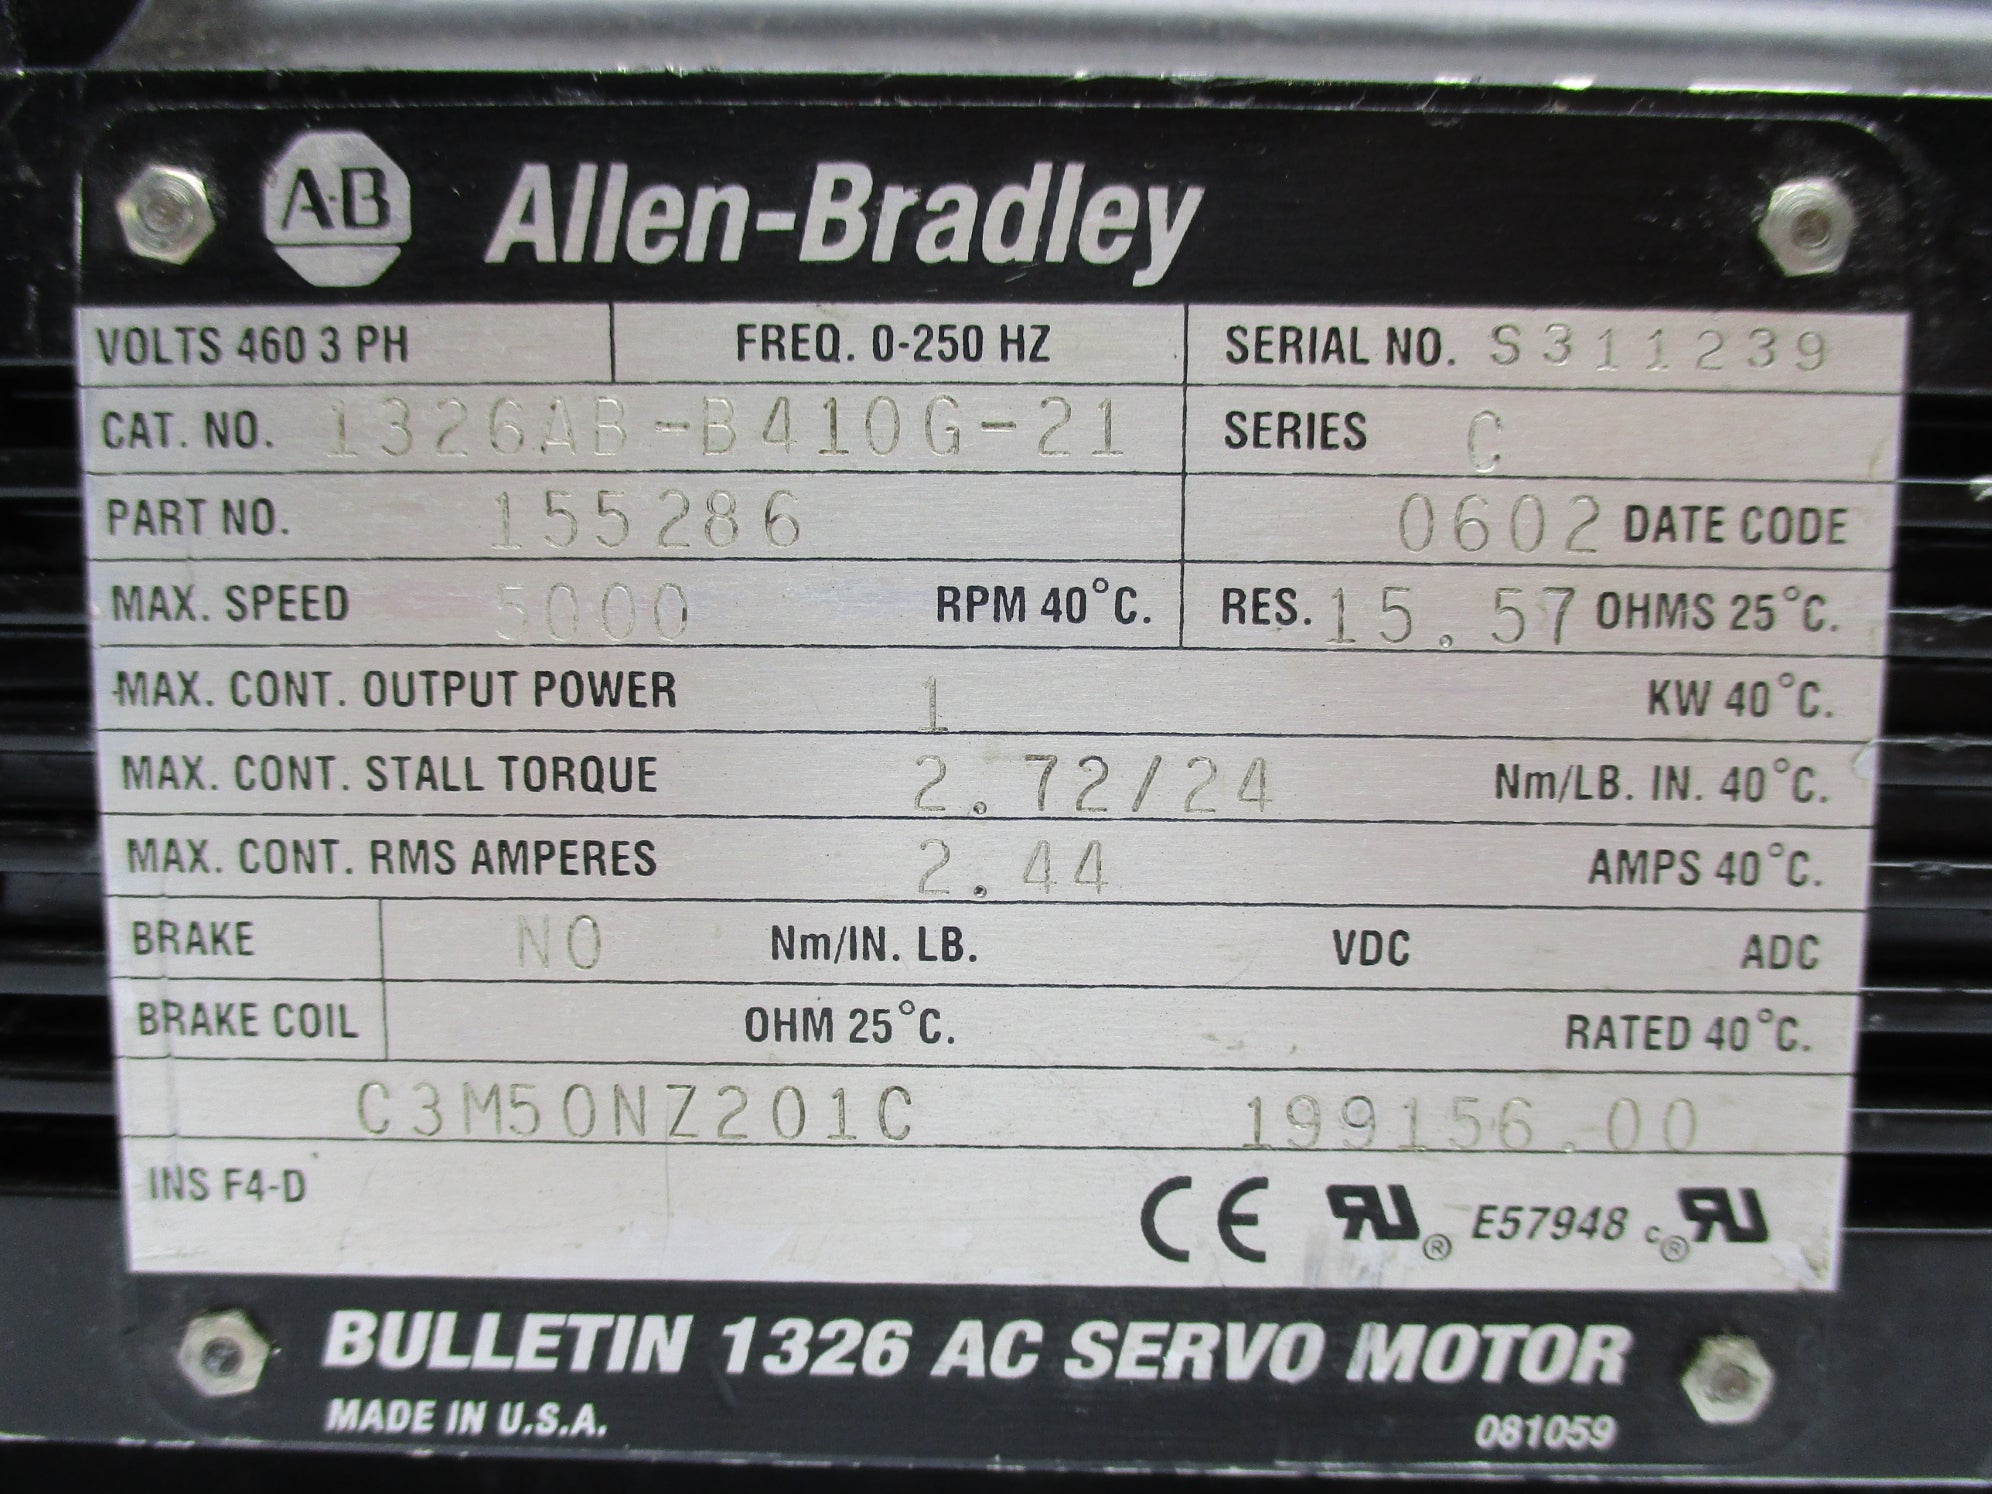 A-B Allen-Bradley
VOLTS 460 3 PH FREQ. 0-250 HZ SERIAL NO. S311239
CAT. NO. 1326AB-B410G-21 SERIES C
PART NO. 155286 0602 DATE CODE
MAX. SPEED 5000 RPM 40°C. RES. 15.57 OHMS 25°C.
MAX. CONT. OUTPUT POWER 1 KW 40°C.
MAX. CONT. STALL TORQUE 2.72/24 Nm/LB. IN. 40°C.
MAX. CONT. RMS AMPERES 2.44 AMPS 40°C.
BRAKE NO Nm/IN. LB. VDC ADC
BRAKE COIL OHM 25°C. RATED 40°C.
C3M50NZ201C 199156.00
INS F4-D CE RU® E57948 c®RU
BULLETIN 1326 AC SERVO MOTOR
MADE IN U.S.A. 081059